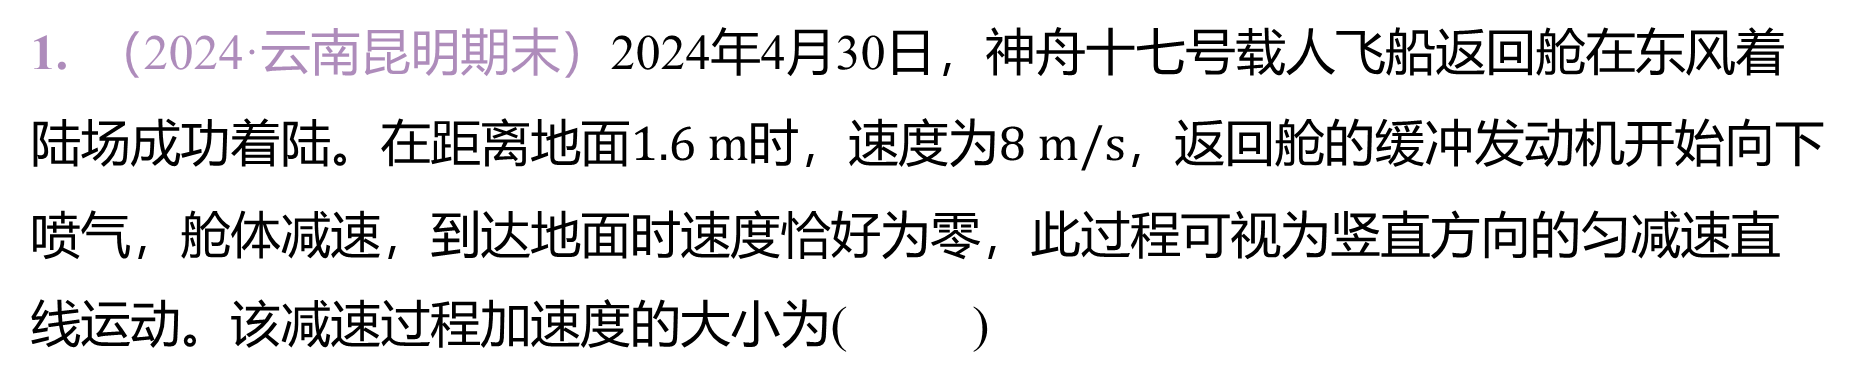 1. （2024·云南昆明期末）2024年4月30日，神舟十七号载人飞船返回舱在东风着
陆场成功着陆。在距离地面1.6 m时，速度为8 m/s，返回舱的缓冲发动机开始向下
喷气，舱体减速，到达地面时速度恰好为零，此过程可视为竖直方向的匀减速直
线运动。该减速过程加速度的大小为(　　)